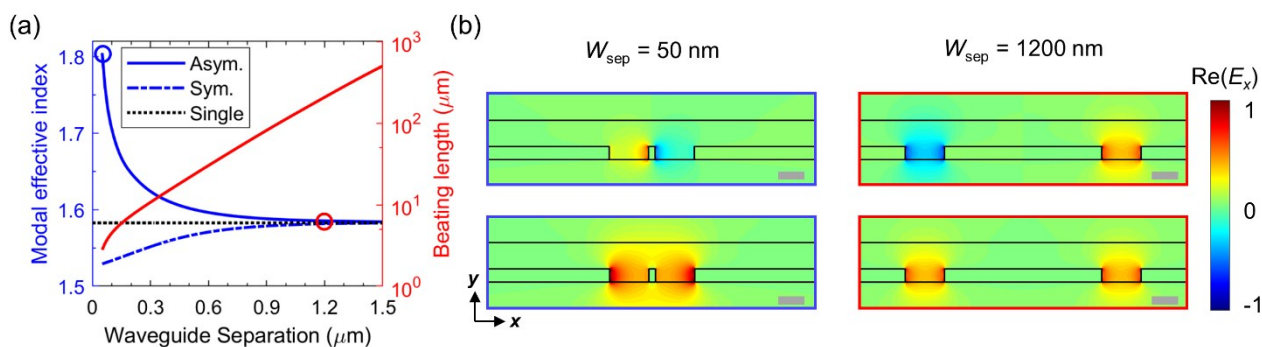 (a)
Modal effective index
1.8
1.7
1.6
1.5
Asym.
Sym.
Single
0
0.3
0.6
0.9
1.2
1.5
Waveguide Separation (μm)
10³
10²
10¹
10⁰
Beating length (μm)
(b)
W_sep = 50 nm
W_sep = 1200 nm
y
x
Re(E_x)
1
0
-1